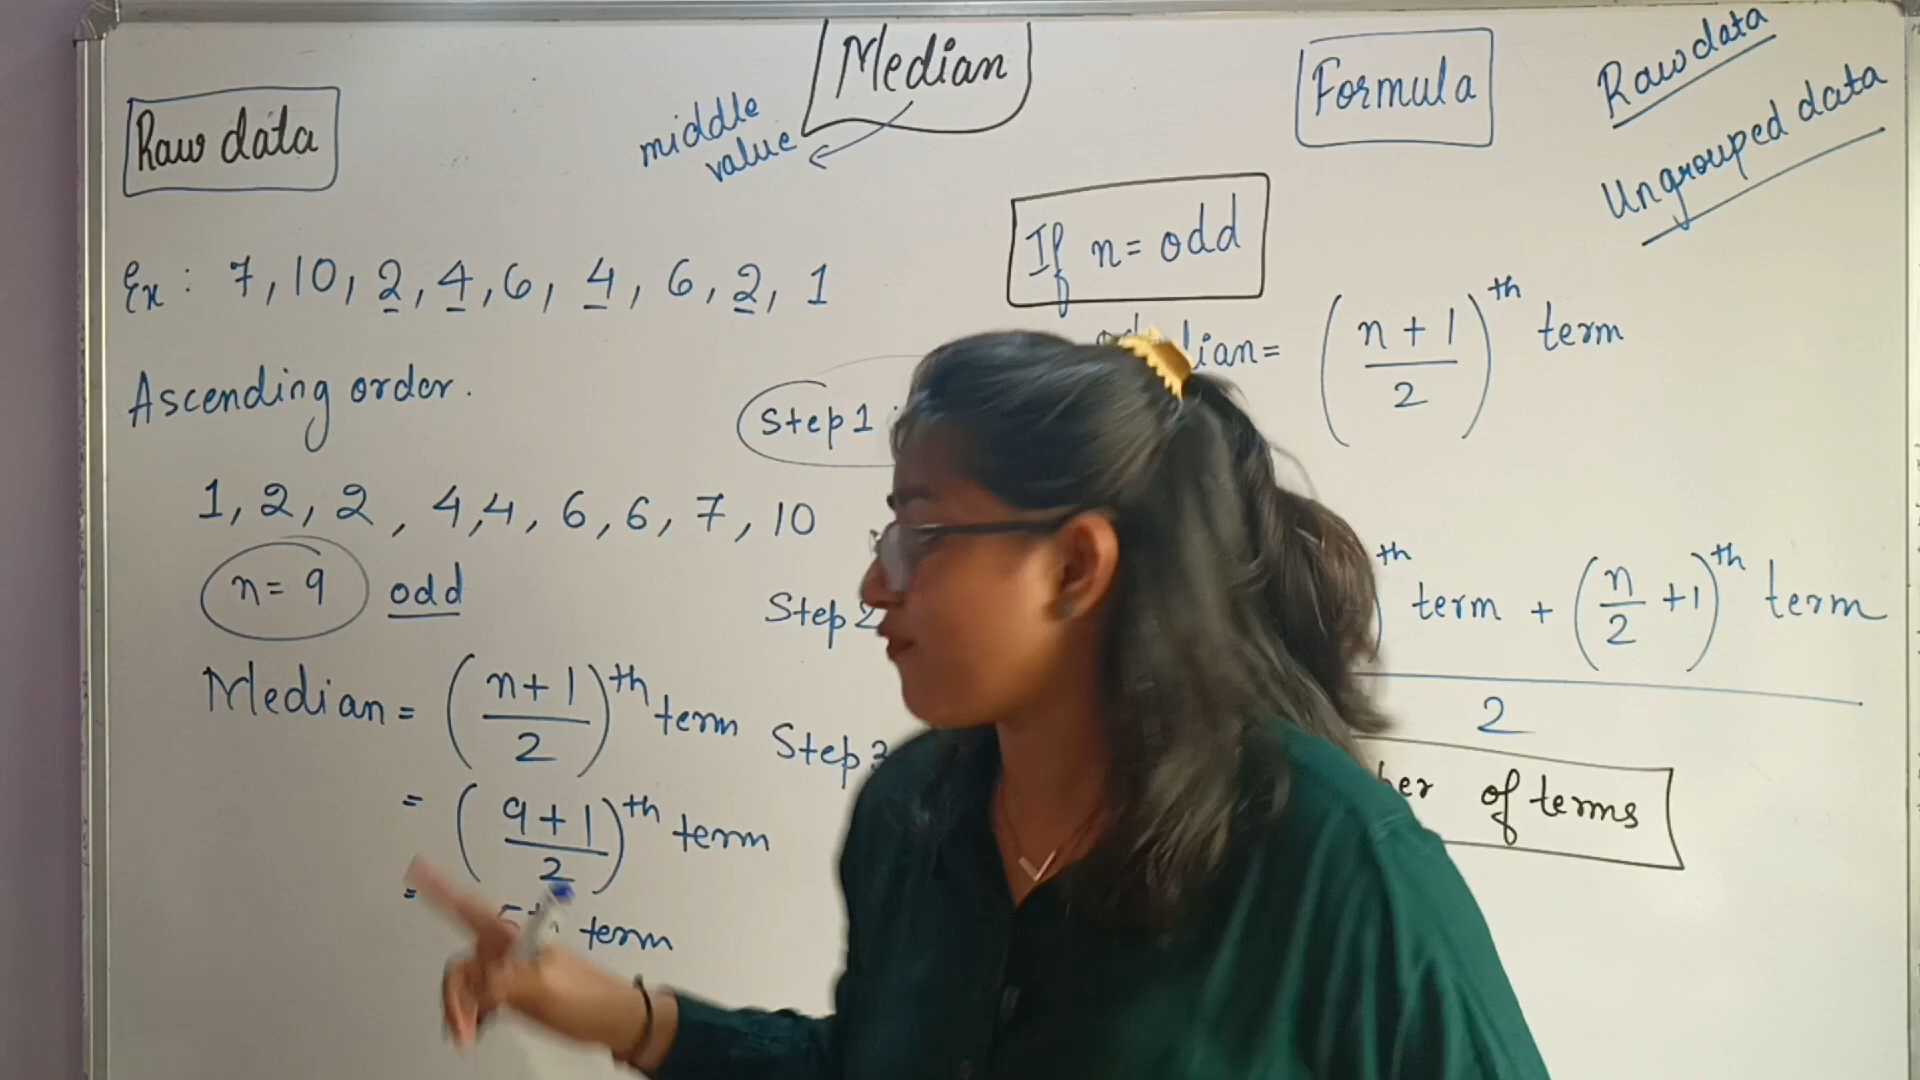 Median
middle
value
Raw data
Ex : 7, 10, 2, 4, 6, 4, 6, 2, 1
Ascending order.
1, 2, 2, 4, 4, 6, 6, 7, 10
n = 9 odd
Median = (n + 1 / 2)th term
= (9 + 1 / 2)th term
= 5th term
Step 1
Step 2
Step 3
Formula
Raw data
Ungrouped data
If n = odd
= (n + 1 / 2)th term
th term + (n / 2 + 1)th term
2
of terms